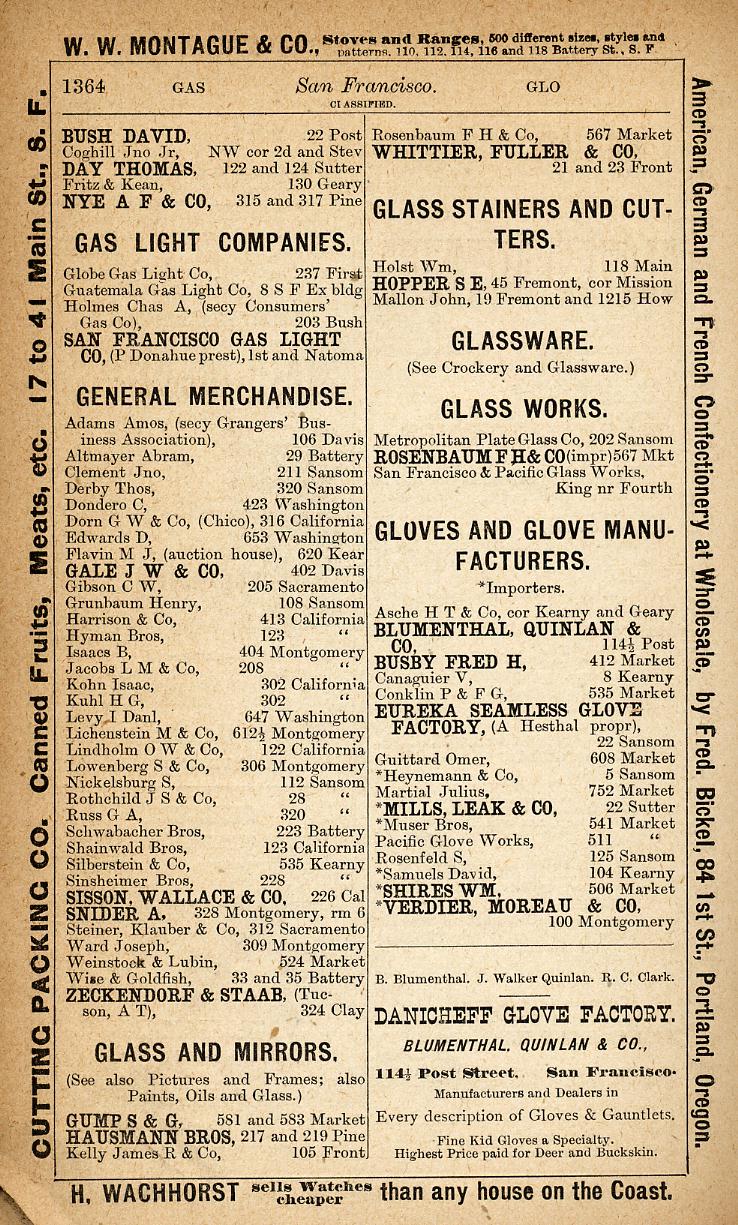 W. W. MONTAGUE & CO., Stoves and Ranges, 500 different sizes, styles and
patterns. 110, 112, 114, 116 and 118 Battery St., S. F.
CUTTING PACKING CO. Canned Fruits, Meats, etc. 17 to 41 Main St., S. F.
1364 GAS San Francisco. GLO
CLASSIFIED.
BUSH DAVID, 22 Post
Coghill Jno Jr, NW cor 2d and Stev
DAY THOMAS, 122 and 124 Sutter
Fritz & Kean, 130 Geary
NYE A F & CO, 315 and 317 Pine
GAS LIGHT COMPANIES.
Globe Gas Light Co, 237 First
Guatemala Gas Light Co, 8 S F Ex bldg
Holmes Chas A, (secy Consumers'
Gas Co), 203 Bush
SAN FRANCISCO GAS LIGHT
CO, (P Donahue prest), 1st and Natoma
GENERAL MERCHANDISE.
Adams Amos, (secy Grangers' Bus-
iness Association), 106 Davis
Altmayer Abram, 29 Battery
Clement Jno, 211 Sansom
Derby Thos, 320 Sansom
Dondero C, 423 Washington
Dorn G W & Co, (Chico), 316 California
Edwards D, 653 Washington
Flavin M J, (auction house), 620 Kear
GALE J W & CO, 402 Davis
Gibson C W, 205 Sacramento
Grunbaum Henry, 108 Sansom
Harrison & Co, 413 California
Hyman Bros, 123 “
Isaacs B, 404 Montgomery
Jacobs L M & Co, 208 “
Kohn Isaac, 302 California
Kuhl H G, 302 “
Levy I Danl, 647 Washington
Lichenstein M & Co, 612½ Montgomery
Lindholm O W & Co, 122 California
Lowenberg S & Co, 306 Montgomery
Nickelsburg S, 112 Sansom
Rothchild J S & Co, 28 “
Russ G A, 320 “
Schwabacher Bros, 223 Battery
Shainwald Bros, 123 California
Silberstein & Co, 535 Kearny
Sinsheimer Bros, 228 “
SISSON, WALLACE & CO, 226 Cal
SNIDER A, 328 Montgomery, rm 6
Steiner, Klauber & Co, 312 Sacramento
Ward Joseph, 309 Montgomery
Weinstock & Lubin, 524 Market
Wise & Goldfish, 33 and 35 Battery
ZECKENDORF & STAAB, (Tuc-
son, A T), 324 Clay
GLASS AND MIRRORS.
(See also Pictures and Frames; also
Paints, Oils and Glass.)
GUMP S & G, 581 and 583 Market
HAUSMANN BROS, 217 and 219 Pine
Kelly James R & Co, 105 Front
Rosenbaum F H & Co, 567 Market
WHITTIER, FULLER & CO,
21 and 23 Front
GLASS STAINERS AND CUT-
TERS.
Holst Wm, 118 Main
HOPPER S E, 45 Fremont, cor Mission
Mallon John, 19 Fremont and 1215 How
GLASSWARE.
(See Crockery and Glassware.)
GLASS WORKS.
Metropolitan Plate Glass Co, 202 Sansom
ROSENBAUM F H & CO (impr) 567 Mkt
San Francisco & Pacific Glass Works,
King nr Fourth
GLOVES AND GLOVE MANU-
FACTURERS.
*Importers.
Asche H T & Co, cor Kearny and Geary
BLUMENTHAL, QUINLAN &
CO, 114½ Post
BUSBY FRED H, 412 Market
Canaguier V, 8 Kearny
Conklin P & F G, 535 Market
EUREKA SEAMLESS GLOVE
FACTORY, (A Hesthal propr),
22 Sansom
Guittard Omer, 608 Market
*Heynemann & Co, 5 Sansom
Martial Julius, 752 Market
*MILLS, LEAK & CO, 22 Sutter
*Muser Bros, 541 Market
Pacific Glove Works, 511 “
Rosenfeld S, 125 Sansom
*Samuels David, 104 Kearny
*SHIRES WM, 506 Market
*VERDIER, MOREAU & CO,
100 Montgomery
B. Blumenthal. J. Walker Quinlan. R. C. Clark.
DANICHEFF GLOVE FACTORY.
BLUMENTHAL, QUINLAN & CO.,
114½ Post Street, San Francisco.
Manufacturers and Dealers in
Every description of Gloves & Gauntlets.
Fine Kid Gloves a Specialty.
Highest Price paid for Deer and Buckskin.
American, German and French Confectionery at Wholesale, by Fred. Bickel, 84 1st St., Portland, Oregon.
H. WACHHORST sells Watches cheaper than any house on the Coast.